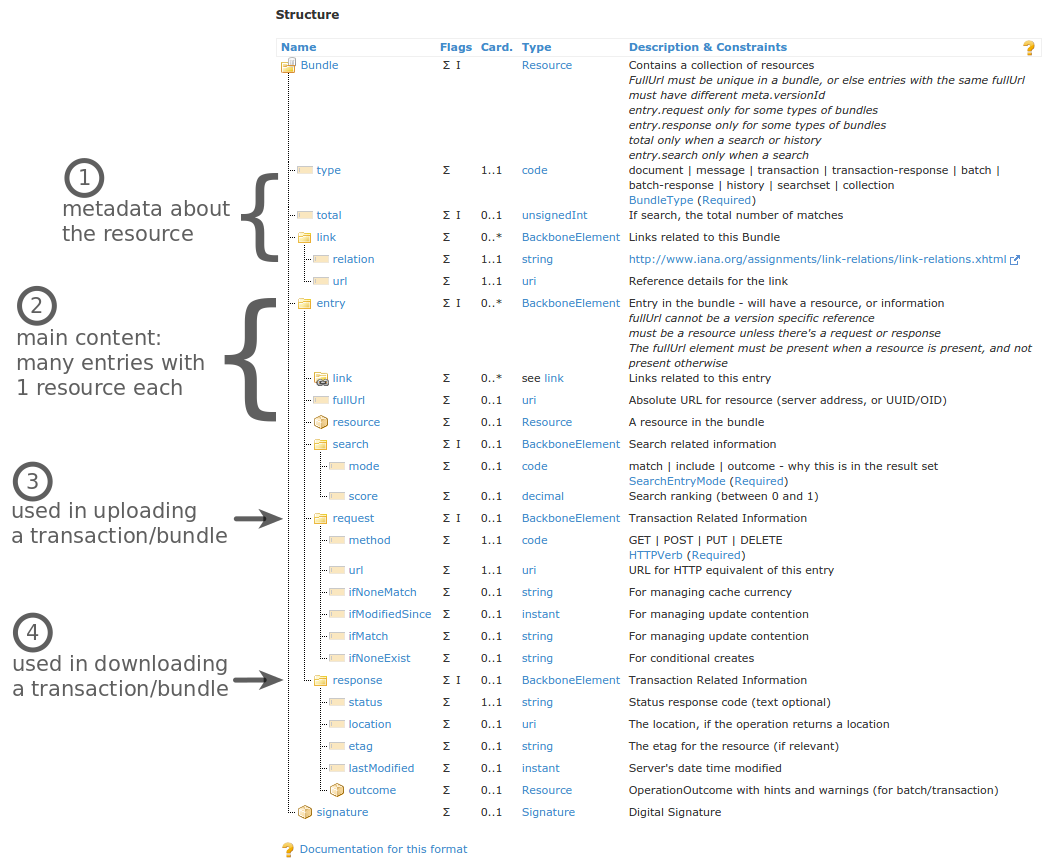 Structure
Name Flags Card. Type Description & Constraints
Bundle Σ I Resource Contains a collection of resources
FullUrl must be unique in a bundle, or else entries with the same fullUrl
must have different meta.versionId
entry.request only for some types of bundles
entry.response only for some types of bundles
total only when a search or history
entry.search only when a search
1
metadata about
the resource
type Σ 1..1 code document | message | transaction | transaction-response | batch |
batch-response | history | searchset | collection
BundleType (Required)
total Σ I 0..1 unsignedInt If search, the total number of matches
link Σ 0..* BackboneElement Links related to this Bundle
relation Σ 1..1 string http://www.iana.org/assignments/link-relations/link-relations.xhtml
url Σ 1..1 uri Reference details for the link
2
main content:
many entries with
1 resource each
entry Σ I 0..* BackboneElement Entry in the bundle - will have a resource, or information
fullUrl cannot be a version specific reference
must be a resource unless there's a request or response
The fullUrl element must be present when a resource is present, and not
present otherwise
link Σ 0..* see link Links related to this entry
fullUrl Σ 0..1 uri Absolute URL for resource (server address, or UUID/OID)
resource Σ 0..1 Resource A resource in the bundle
search Σ I 0..1 BackboneElement Search related information
mode Σ 0..1 code match | include | outcome - why this is in the result set
SearchEntryMode (Required)
score Σ 0..1 decimal Search ranking (between 0 and 1)
3
used in uploading
a transaction/bundle
request Σ I 0..1 BackboneElement Transaction Related Information
method Σ 1..1 code GET | POST | PUT | DELETE
HTTPVerb (Required)
url Σ 1..1 uri URL for HTTP equivalent of this entry
ifNoneMatch Σ 0..1 string For managing cache currency
ifModifiedSince Σ 0..1 instant For managing update contention
ifMatch Σ 0..1 string For managing update contention
ifNoneExist Σ 0..1 string For conditional creates
4
used in downloading
a transaction/bundle
response Σ I 0..1 BackboneElement Transaction Related Information
status Σ 1..1 string Status response code (text optional)
location Σ 0..1 uri The location, if the operation returns a location
etag Σ 0..1 string The etag for the resource (if relevant)
lastModified Σ 0..1 instant Server's date time modified
outcome Σ 0..1 Resource OperationOutcome with hints and warnings (for batch/transaction)
signature Σ 0..1 Signature Digital Signature
Documentation for this format